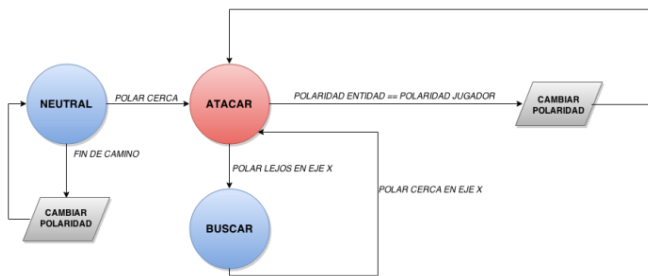 NEUTRAL
POLAR CERCA
ATACAR
POLARIDAD ENTIDAD == POLARIDAD JUGADOR
CAMBIAR
POLARIDAD
FIN DE CAMINO
POLAR LEJOS EN EJE X
POLAR CERCA EN EJE X
CAMBIAR
POLARIDAD
BUSCAR